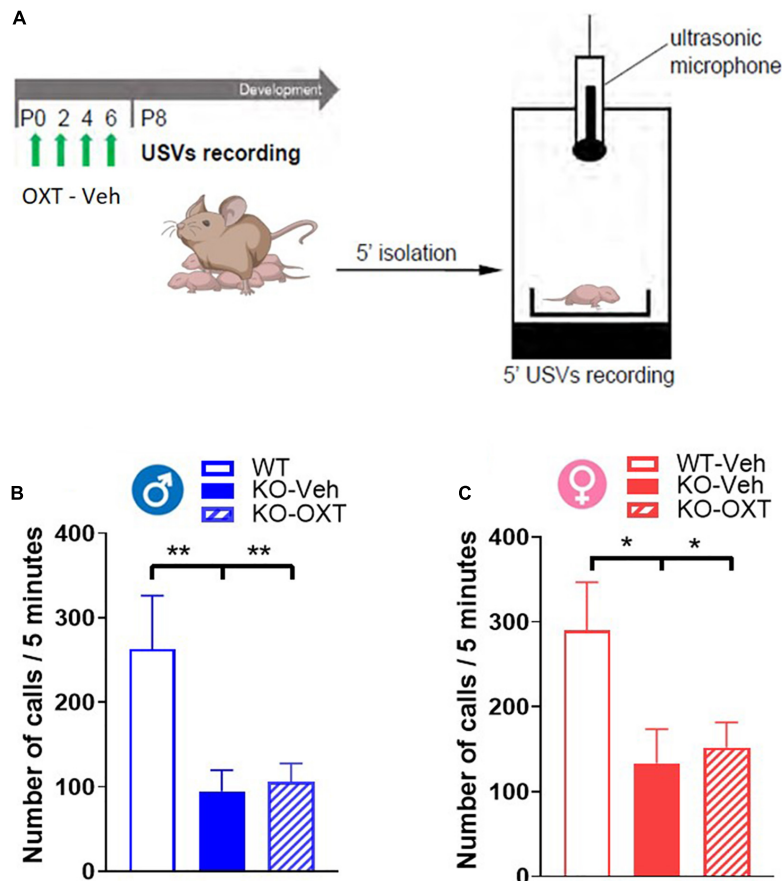 A
Development
P0 2 4 6 P8
USVs recording
OXT - Veh
5' isolation
ultrasonic
microphone
5' USVs recording
B
♂
WT
KO-Veh
KO-OXT
Number of calls / 5 minutes
400
300
200
100
0
** **
C
♀
WT-Veh
KO-Veh
KO-OXT
Number of calls / 5 minutes
400
300
200
100
0
* *